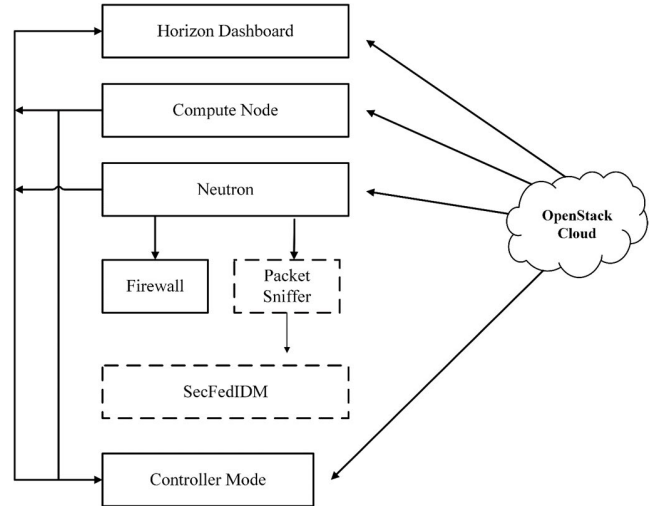 Horizon Dashboard
Compute Node
Neutron
OpenStack
Cloud
Firewall
Packet
Sniffer
SecFedIDM
Controller Mode